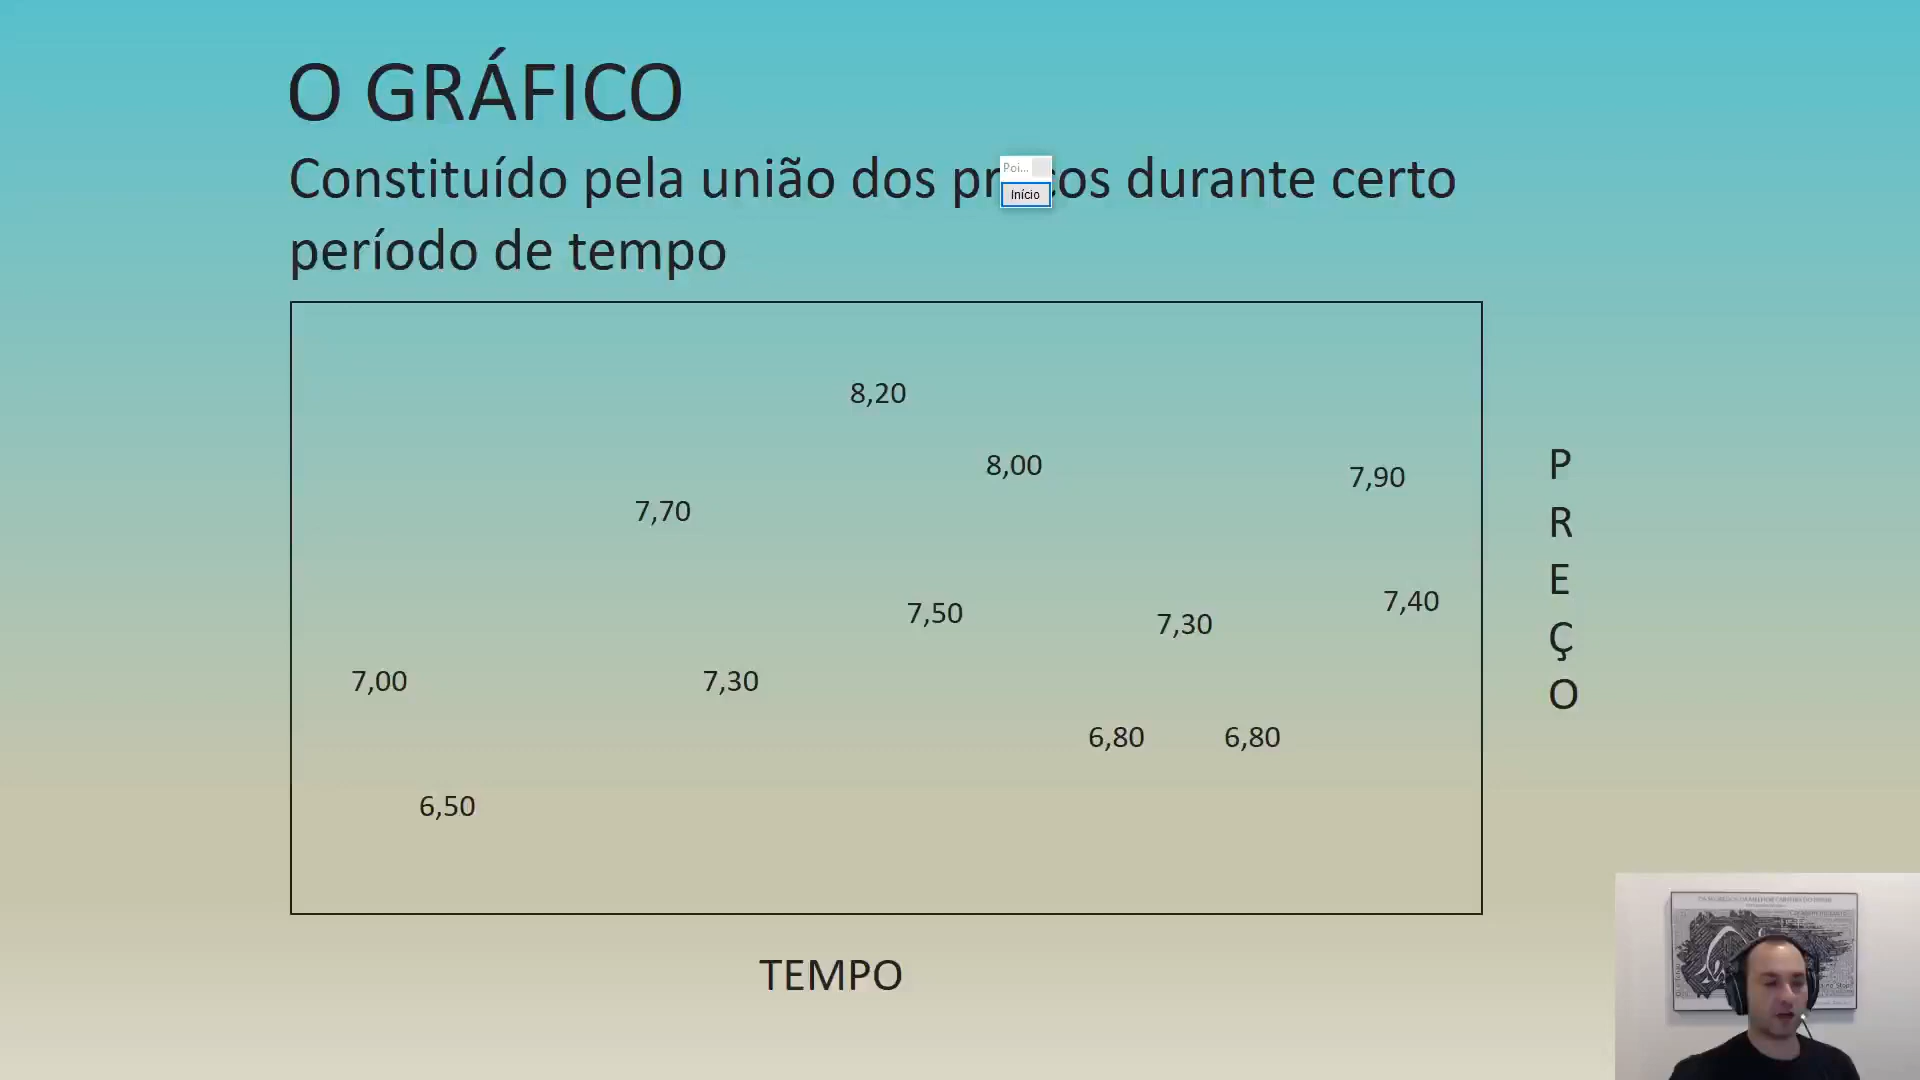 O GRÁFICO
Constituído pela união dos pr cos durante certo
Poi...
Início
período de tempo
8,20
8,00
7,90
7,70
7,50
7,30
7,40
7,00
7,30
6,80
6,80
6,50
P
R
E
Ç
O
TEMPO